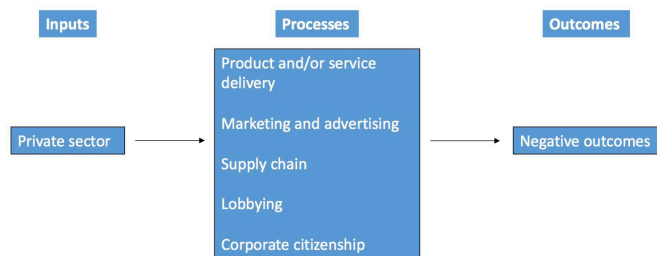 Inputs
Processes
Outcomes
Product and/or service
delivery
Marketing and advertising
Private sector
Negative outcomes
Supply chain
Lobbying
Corporate citizenship